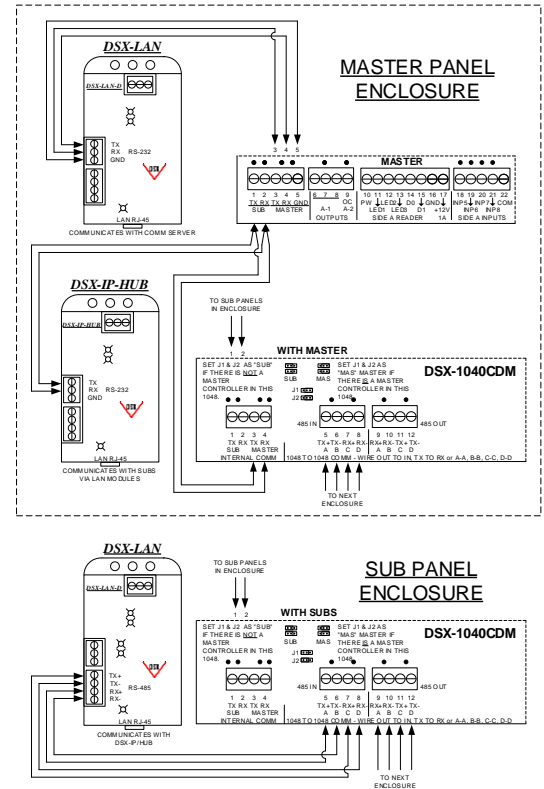 MASTER PANEL
ENCLOSURE
DSX-LAN
DSX-LAN-D
TX
RX RS-232
GND
LAN RJ-45
COMMUNICATES WITH COMM SERVER
3 4 5
MASTER
1 2 3 4 5 6 7 8 9 10 11 12 13 14 15 16 17 18 19 20 21 22
TX RX TX RX GND OC PW LED2 D0 GND INP5 INP7 COM
SUB MASTER A-1 A-2 LED1 LED3 D1 +12V INP6 INP8
OUTPUTS SIDE A READER 1A SIDE A INPUTS
DSX-IP-HUB
DSX-IP-HUB
TX
RX RS-232
GND
LAN RJ-45
COMMUNICATES WITH SUBS
VIA LAN MODULES
TO SUB PANELS
IN ENCLOSURE
1 2
WITH MASTER
SET J1 & J2 AS "SUB"
IF THERE IS NOT A
MASTER
CONTROLLER IN THIS
1048.
SUB MAS
J1
J2
SET J1 & J2 AS
"MAS" MASTER IF
THERE IS A MASTER
CONTROLLER IN THIS
1048.
DSX-1040CDM
485 IN
485 OUT
1 2 3 4 5 6 7 8 9 10 11 12
TX RX TX RX TX+ TX- RX+ RX- RX+ RX- TX+ TX-
SUB MASTER A B C D A B C D
INTERNAL COMM 1048 TO 1048 COMM - WIRE OUT TO IN, TX TO RX or A-A, B-B, C-C, D-D
TO NEXT
ENCLOSURE
SUB PANEL
ENCLOSURE
DSX-LAN
DSX-LAN-D
TX+
TX-
RX+ RS-485
RX-
LAN RJ-45
COMMUNICATES WITH
DSX-IP/HUB
TO SUB PANELS
IN ENCLOSURE
1 2
WITH SUBS
SET J1 & J2 AS "SUB"
IF THERE IS NOT A
MASTER
CONTROLLER IN THIS
1048.
SUB MAS
J1
J2
SET J1 & J2 AS
"MAS" MASTER IF
THERE IS A MASTER
CONTROLLER IN THIS
1048.
DSX-1040CDM
485 IN
485 OUT
1 2 3 4 5 6 7 8 9 10 11 12
TX RX TX RX TX+ TX- RX+ RX- RX+ RX- TX+ TX-
SUB MASTER A B C D A B C D
INTERNAL COMM 1048 TO 1048 COMM - WIRE OUT TO IN, TX TO RX or A-A, B-B, C-C, D-D
TO NEXT
ENCLOSURE